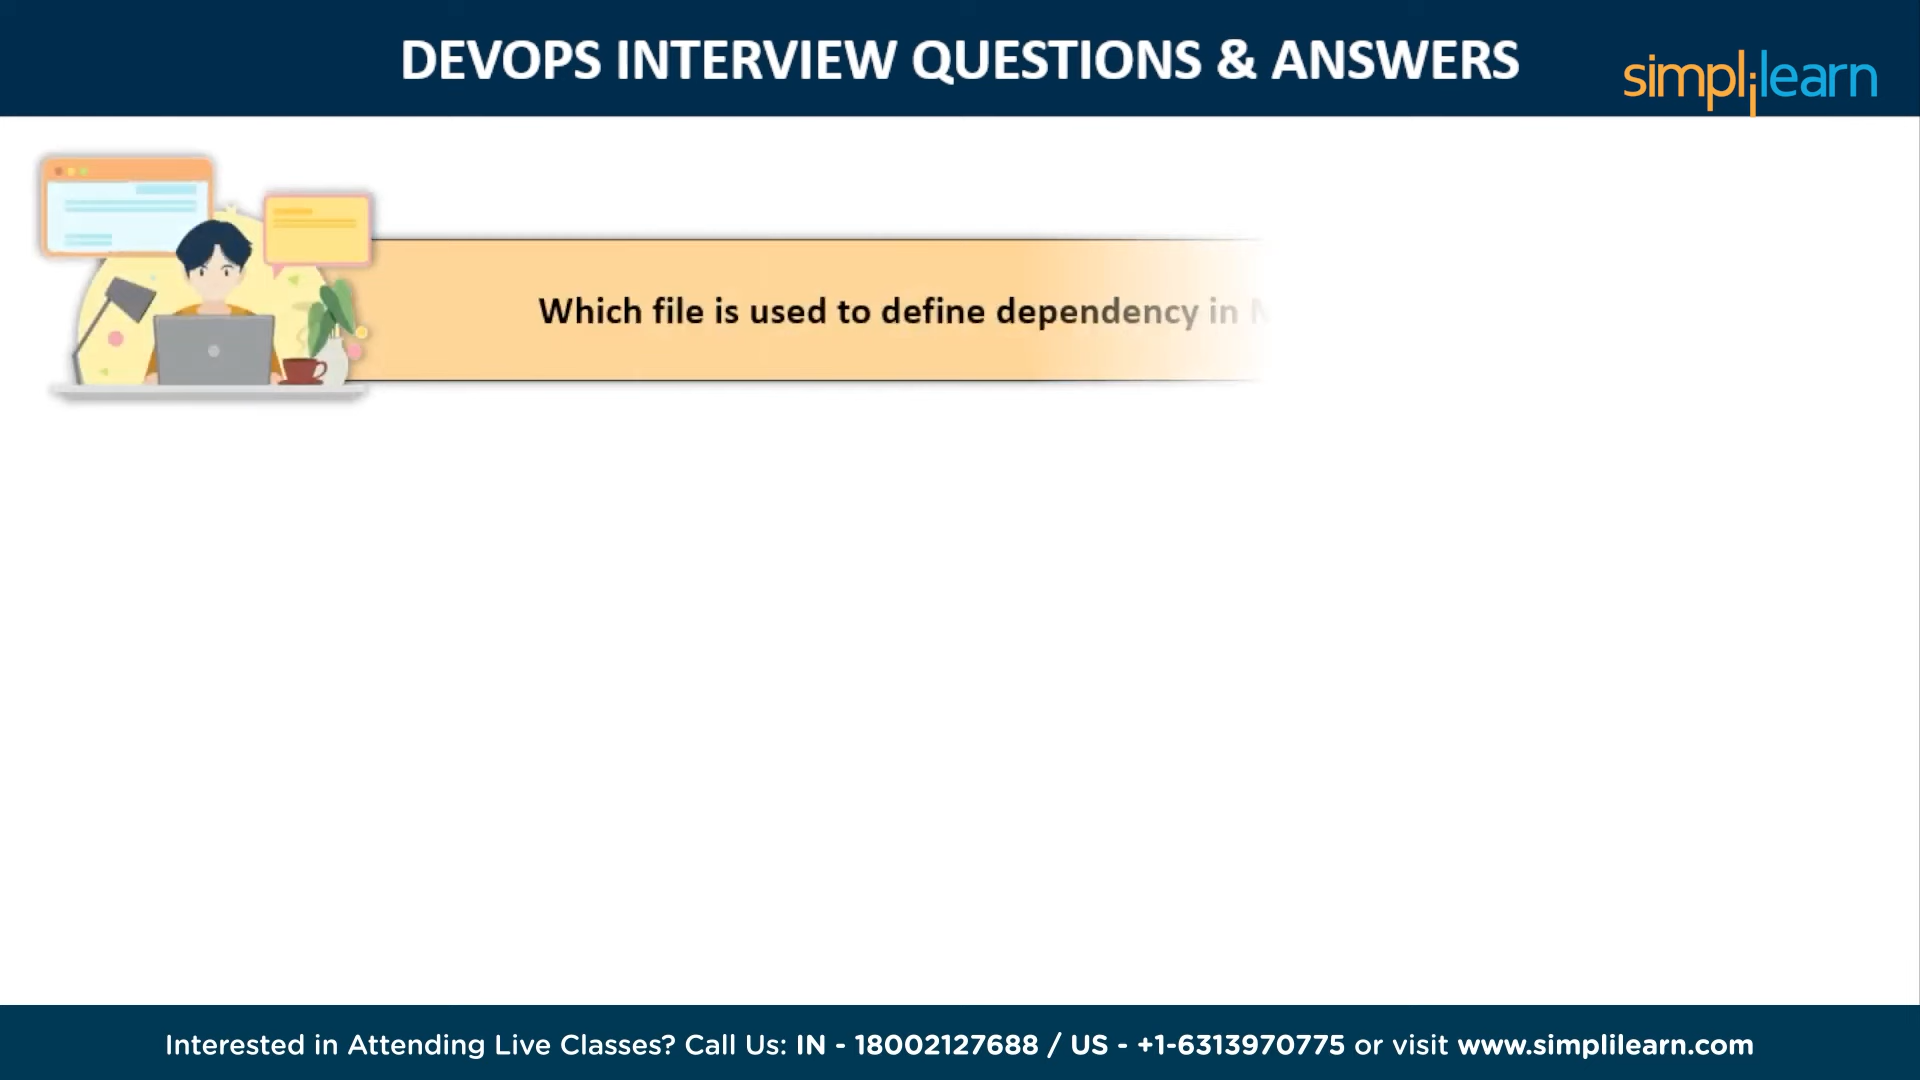 DEVOPS INTERVIEW QUESTIONS & ANSWERS
simplilearn
Which file is used to define dependency in
Interested in Attending Live Classes? Call Us: IN - 18002127688 / US - +1-6313970775 or visit www.simplilearn.com